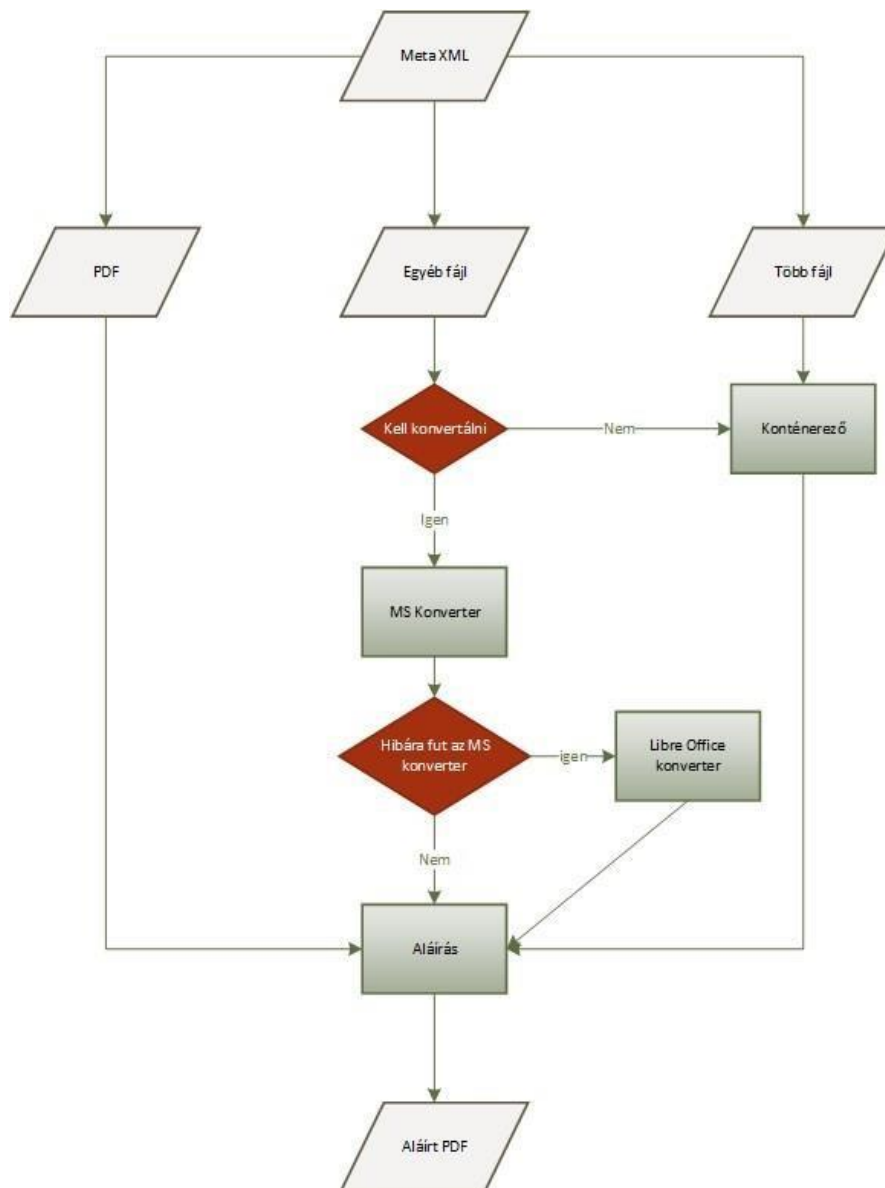 Meta XML
PDF
Egyéb fájl
Több fájl
Kell konvertálni
Nem
Konténerező
Igen
MS Konverter
Hibára fut az MS
konverter
igen
Libre Office
konverter
Nem
Aláírás
Aláírt PDF